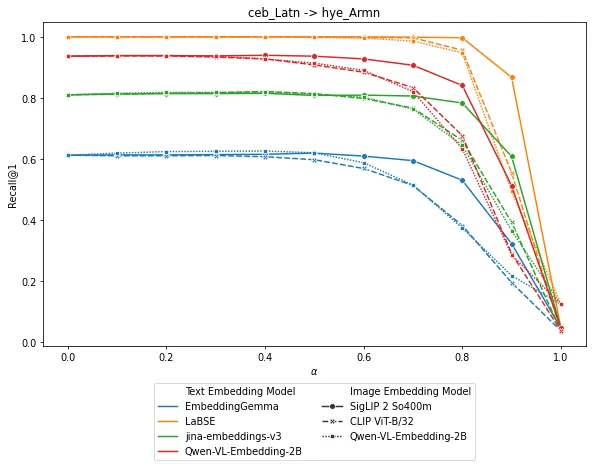 ceb_Latn -> hye_Armn
Recall@1
1.0
0.8
0.6
0.4
0.2
0.0
0.0 0.2 0.4 0.6 0.8 1.0
α
Text Embedding Model
EmbeddingGemma
LaBSE
jina-embeddings-v3
Qwen-VL-Embedding-2B
Image Embedding Model
SigLIP 2 So400m
CLIP ViT-B/32
Qwen-VL-Embedding-2B